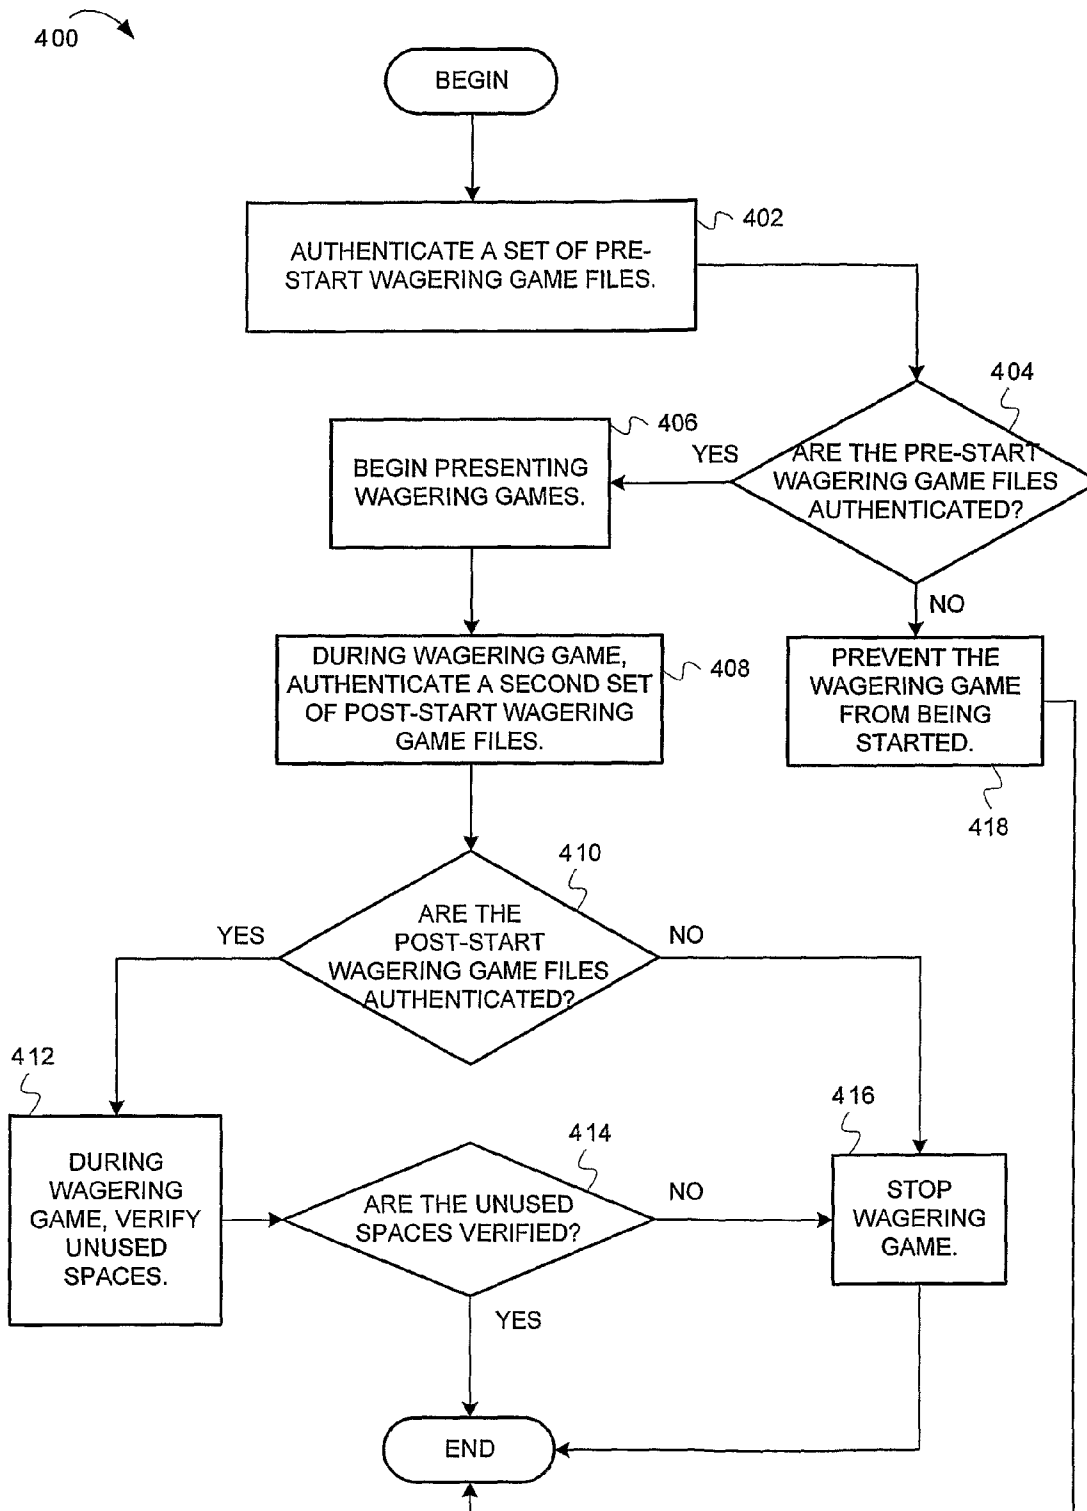 400
BEGIN
402
AUTHENTICATE A SET OF PRE-
START WAGERING GAME FILES.
404
406
YES
ARE THE PRE-START
WAGERING GAME FILES
AUTHENTICATED?
BEGIN PRESENTING
WAGERING GAMES.
NO
DURING WAGERING GAME,
AUTHENTICATE A SECOND SET
OF POST-START WAGERING
GAME FILES.
408
PREVENT THE
WAGERING GAME
FROM BEING
STARTED.
418
410
YES
ARE THE
POST-START
WAGERING GAME FILES
AUTHENTICATED?
NO
412
DURING
WAGERING
GAME, VERIFY
UNUSED
SPACES.
414
ARE THE UNUSED
SPACES VERIFIED?
NO
416
STOP
WAGERING
GAME.
YES
END